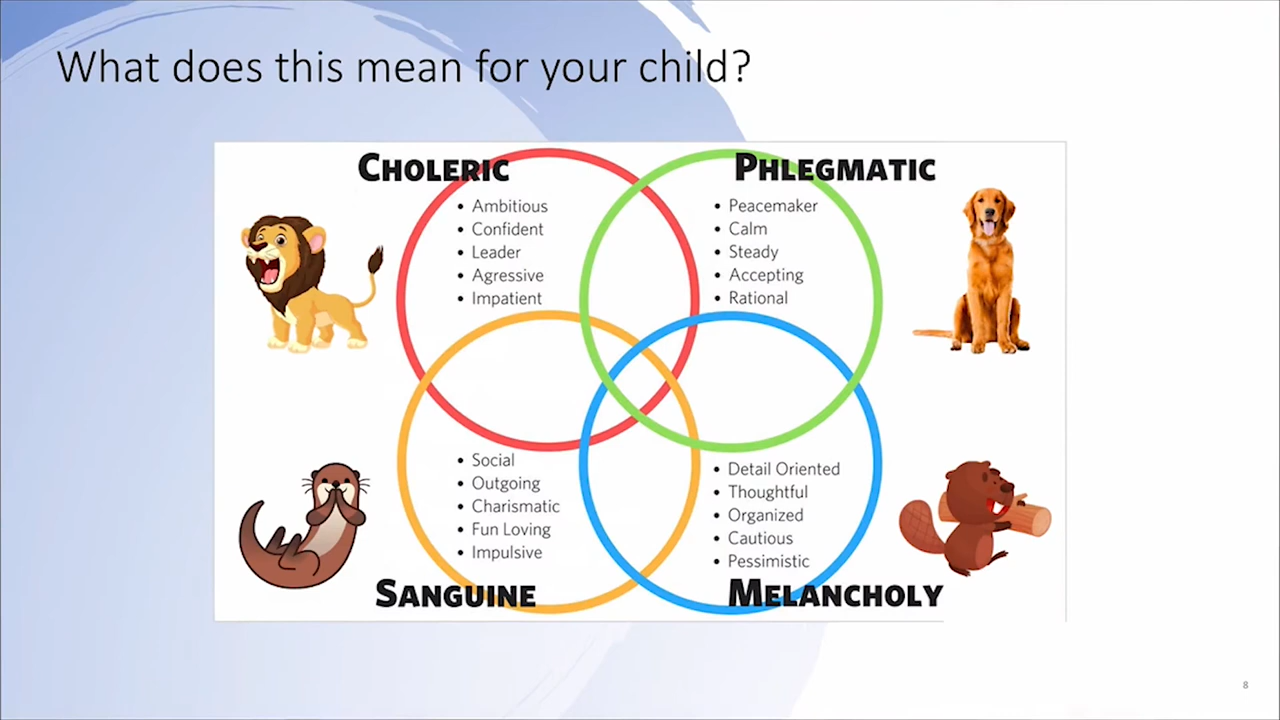 What does this mean for your child?
CHOLERIC
• Ambitious
• Confident
• Leader
• Agressive
• Impatient
PHLEGMATIC
• Peacemaker
• Calm
• Steady
• Accepting
• Rational
• Social
• Outgoing
• Charismatic
• Fun Loving
• Impulsive
SANGUINE
• Detail Oriented
• Thoughtful
• Organized
• Cautious
• Pessimistic
MELANCHOLY
8